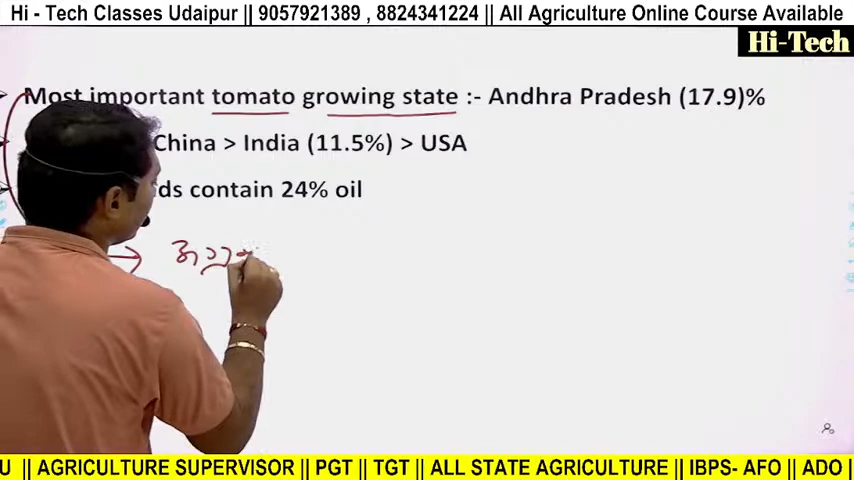 Hi - Tech Classes Udaipur || 9057921389 , 8824341224 || All Agriculture Online Course Available
Hi-Tech
Most important tomato growing state :- Andhra Pradesh (17.9)%
China > India (11.5%) > USA
contain 24% oil
|| AGRICULTURE SUPERVISOR || PGT || TGT || ALL STATE AGRICULTURE || IBPS- AFO || ADO